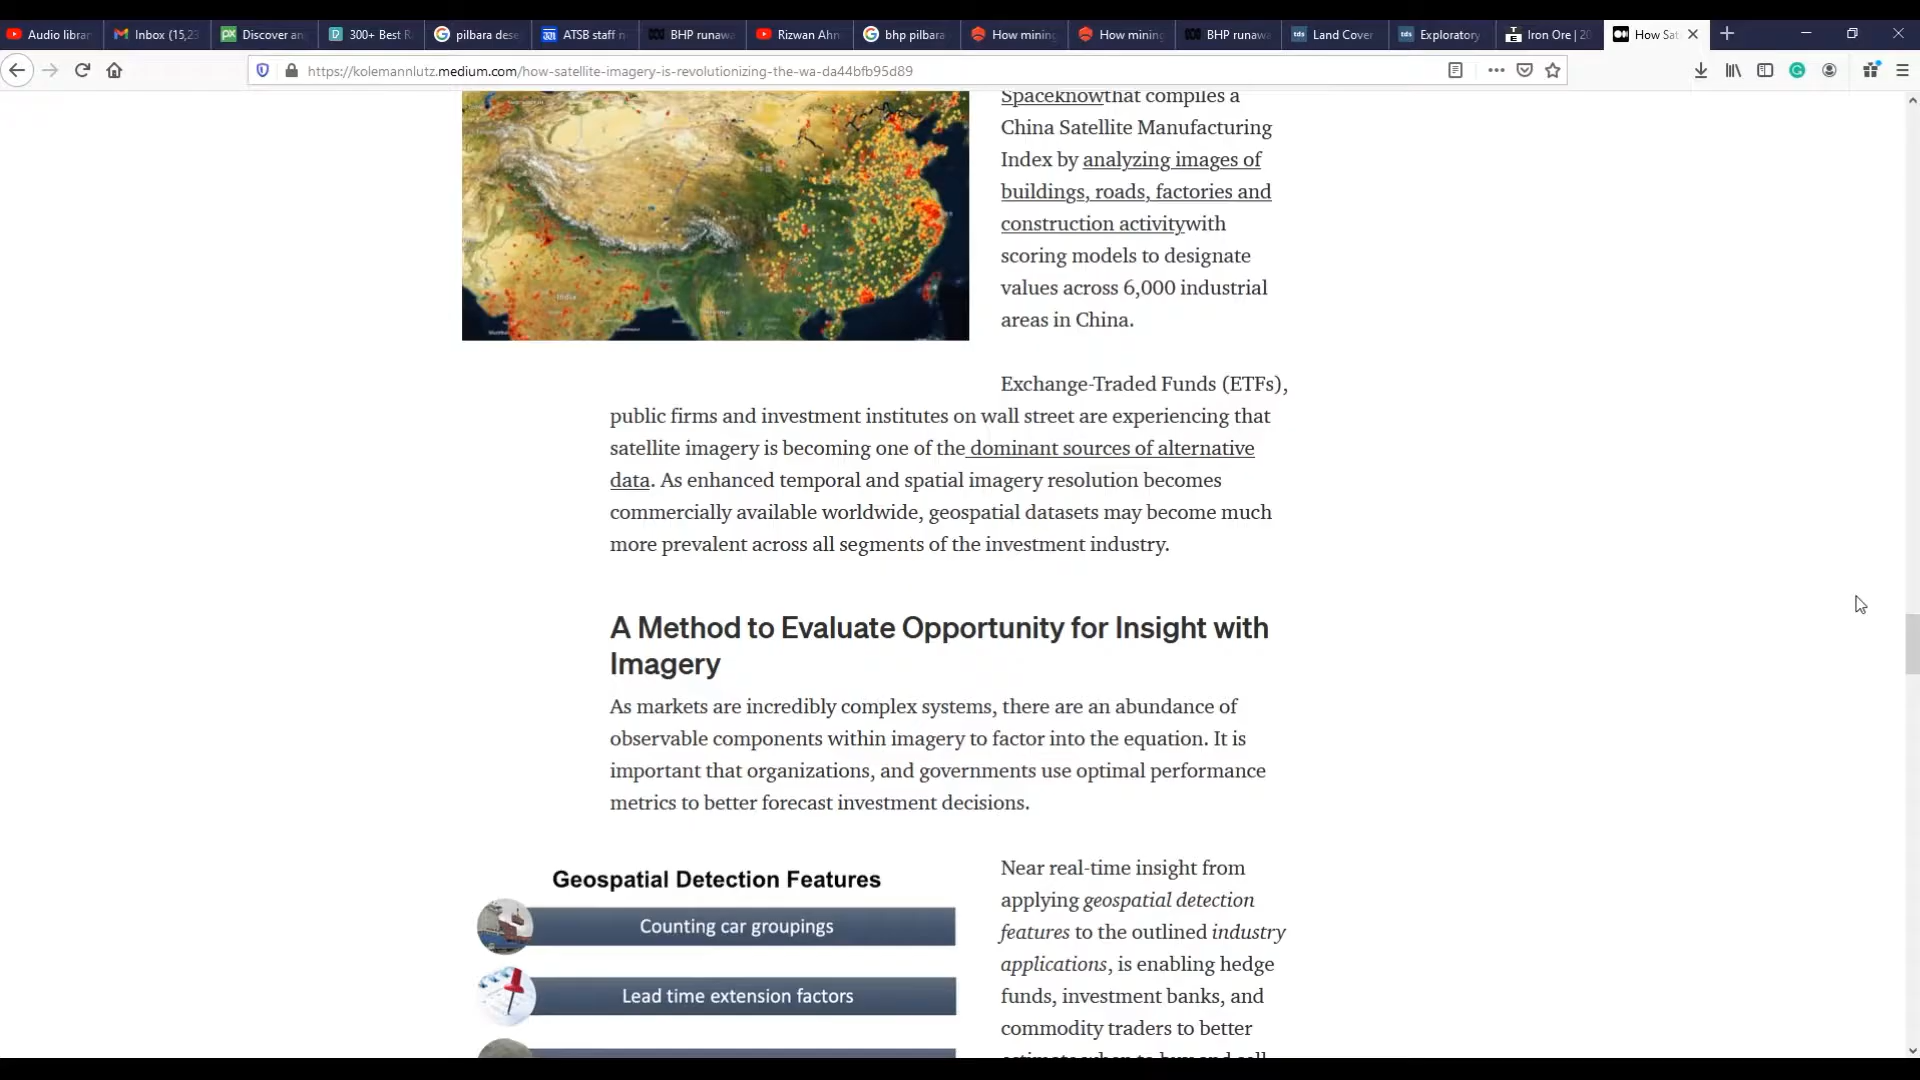 Audio librar
Inbox (15,23
Discover an
300+ Best R
pilbara dese
ATSB staff n
BHP runaw
Rizwan Ahn
bhp pilbara
How mining
How mining
BHP runaw
Land Cover
Exploratory
Iron Ore | 20
How Sat
https://kolemannlutz.medium.com/how-satellite-imagery-is-revolutionizing-the-wa-da44bfb95d89
Spaceknowthat compiles a
China Satellite Manufacturing
Index by analyzing images of
buildings, roads, factories and
construction activitywith
scoring models to designate
values across 6,000 industrial
areas in China.
India
Exchange-Traded Funds (ETFs),
public firms and investment institutes on wall street are experiencing that
satellite imagery is becoming one of the dominant sources of alternative
data. As enhanced temporal and spatial imagery resolution becomes
commercially available worldwide, geospatial datasets may become much
more prevalent across all segments of the investment industry.
A Method to Evaluate Opportunity for Insight with
Imagery
As markets are incredibly complex systems, there are an abundance of
observable components within imagery to factor into the equation. It is
important that organizations, and governments use optimal performance
metrics to better forecast investment decisions.
Geospatial Detection Features
Counting car groupings
Lead time extension factors
Near real-time insight from
applying geospatial detection
features to the outlined industry
applications, is enabling hedge
funds, investment banks, and
commodity traders to better